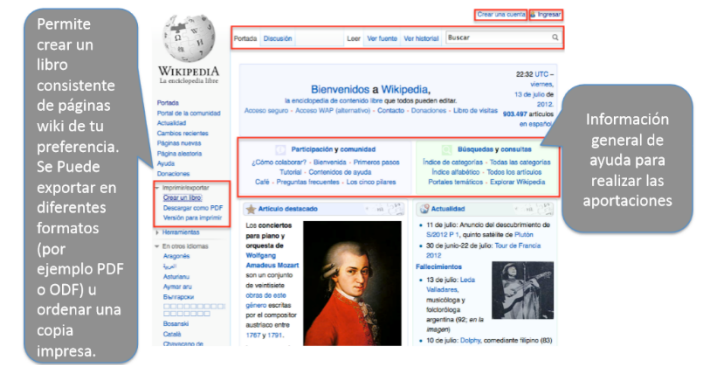 Permite
crear un
libro
consistente
de páginas
wiki de tu
preferencia.
Se Puede
exportar en
diferentes
formatos
(por
ejemplo PDF
o ODF) u
ordenar una
copia
impresa.
WIKIPEDIA
La enciclopedia libre
Portada
Portal de la comunidad
Actualidad
Cambios recientes
Páginas nuevas
Página aleatoria
Ayuda
Donaciones
Imprimir/exportar
Crear un libro
Descargar como PDF
Versión para imprimir
Herramientas
En otros idiomas
Aragonés
العربية
Asturianu
Aymar aru
Български
Bosanski
Català
Crear una cuenta Ingresar
Portada Discusión Leer Ver fuente Ver historial Buscar
Bienvenidos a Wikipedia,
la enciclopedia de contenido libre que todos pueden editar.
Acceso seguro - Acceso WAP (alternativo) - Contacto - Donaciones - Libro de visitas
22:32 UTC –
viernes,
13 de julio de
2012.
903.497 artículos
en español.
Participación y comunidad
¿Cómo colaborar? - Bienvenida - Primeros pasos
Tutorial - Contenidos de ayuda
Café - Preguntas frecuentes - Los cinco pilares
Búsquedas y consultas
Índice de categorías - Todas las categorías
Índice alfabético - Todos los artículos
Portales temáticos - Explorar Wikipedia
Artículo destacado
Los conciertos
para piano y
orquesta de
Wolfgang
Amadeus Mozart
son un conjunto
de veintisiete
obras de este
género escritas
por el compositor
austriaco entre
1767 y 1791.
Actualidad
11 de julio: Anuncio del descubrimiento de
S/2012 P 1, quinto satélite de Plutón
30 de junio-22 de julio: Tour de Francia
2012
Fallecimientos
13 de julio: Leda
Valladares,
musicóloga y
folcloróloga
argentina (92; en la
imagen)
10 de julio: Dolphy, comediante filipino (83)
Información
general de
ayuda para
realizar las
aportaciones